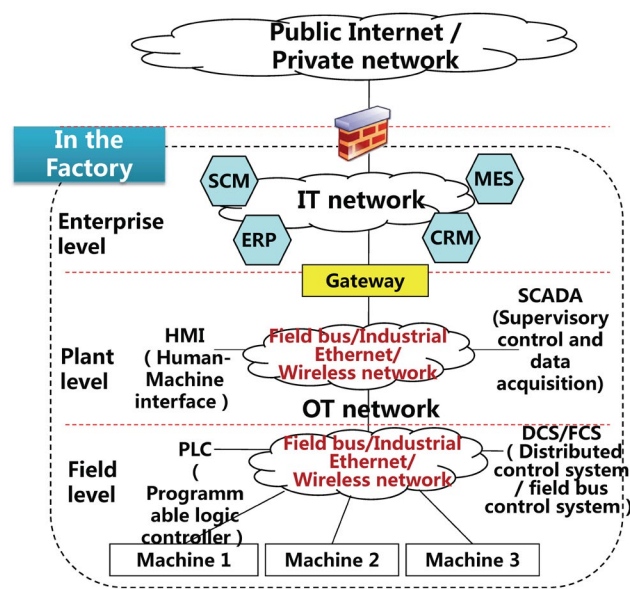 Public Internet /
Private network
In the
Factory
SCM
MES
IT network
ERP
CRM
Enterprise
level
Gateway
HMI
( Human-
Machine
interface )
Field bus/Industrial
Ethernet/
Wireless network
SCADA
(Supervisory
control and
data
acquisition)
Plant
level
OT network
PLC
(
Programm
able logic
controller )
Field bus/Industrial
Ethernet/
Wireless network
DCS/FCS
( Distributed
control system
/ field bus
control system )
Field
level
Machine 1
Machine 2
Machine 3